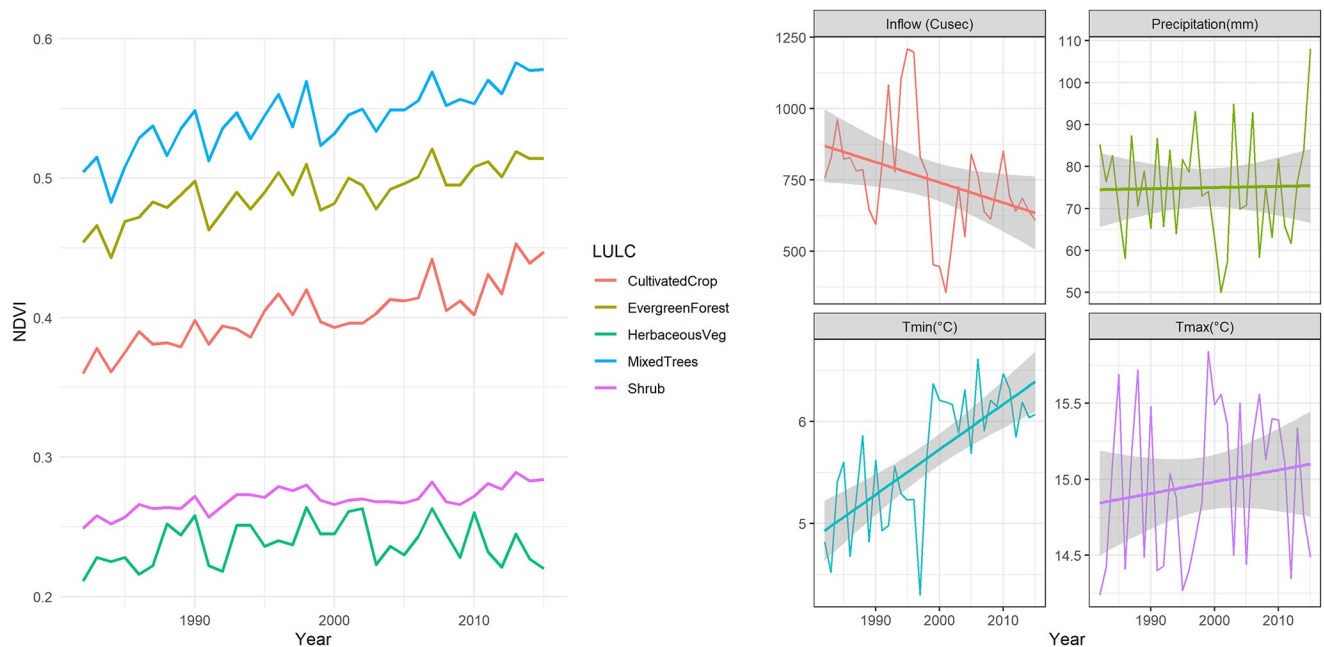 0.6
0.5
0.4
0.3
0.2
NDVI
1990
2000
2010
Year
LULC
CultivatedCrop
EvergreenForest
HerbaceousVeg
MixedTrees
Shrub
Inflow (Cusec)
1250
1000
750
500
Precipitation(mm)
110
100
90
80
70
60
50
Tmin(°C)
6
5
1990
2000
2010
Tmax(°C)
15.5
15.0
14.5
1990
2000
2010
Year